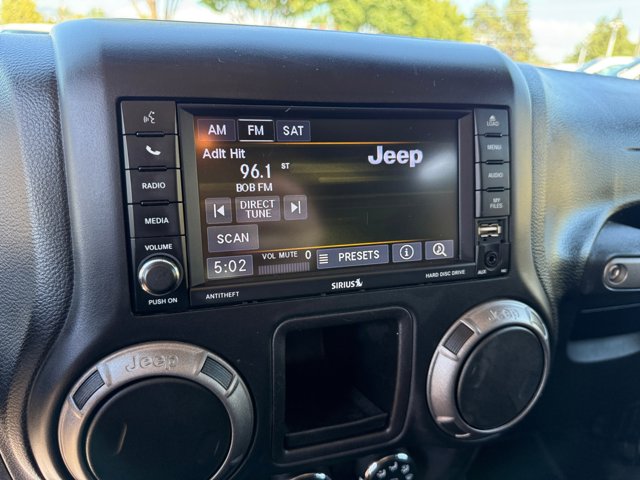 AM FM SAT
LOAD
Adlt Hit
Jeep
MENU
96.1 ST
BOB FM
RADIO
AUDIO
DIRECT TUNE
MEDIA
MY FILES
SCAN
VOLUME
5:02
VOL MUTE 0
PRESETS
PUSH ON
ANTITHEFT
SIRIUS
HARD DISC DRIVE
AUX
Jeep
Jeep